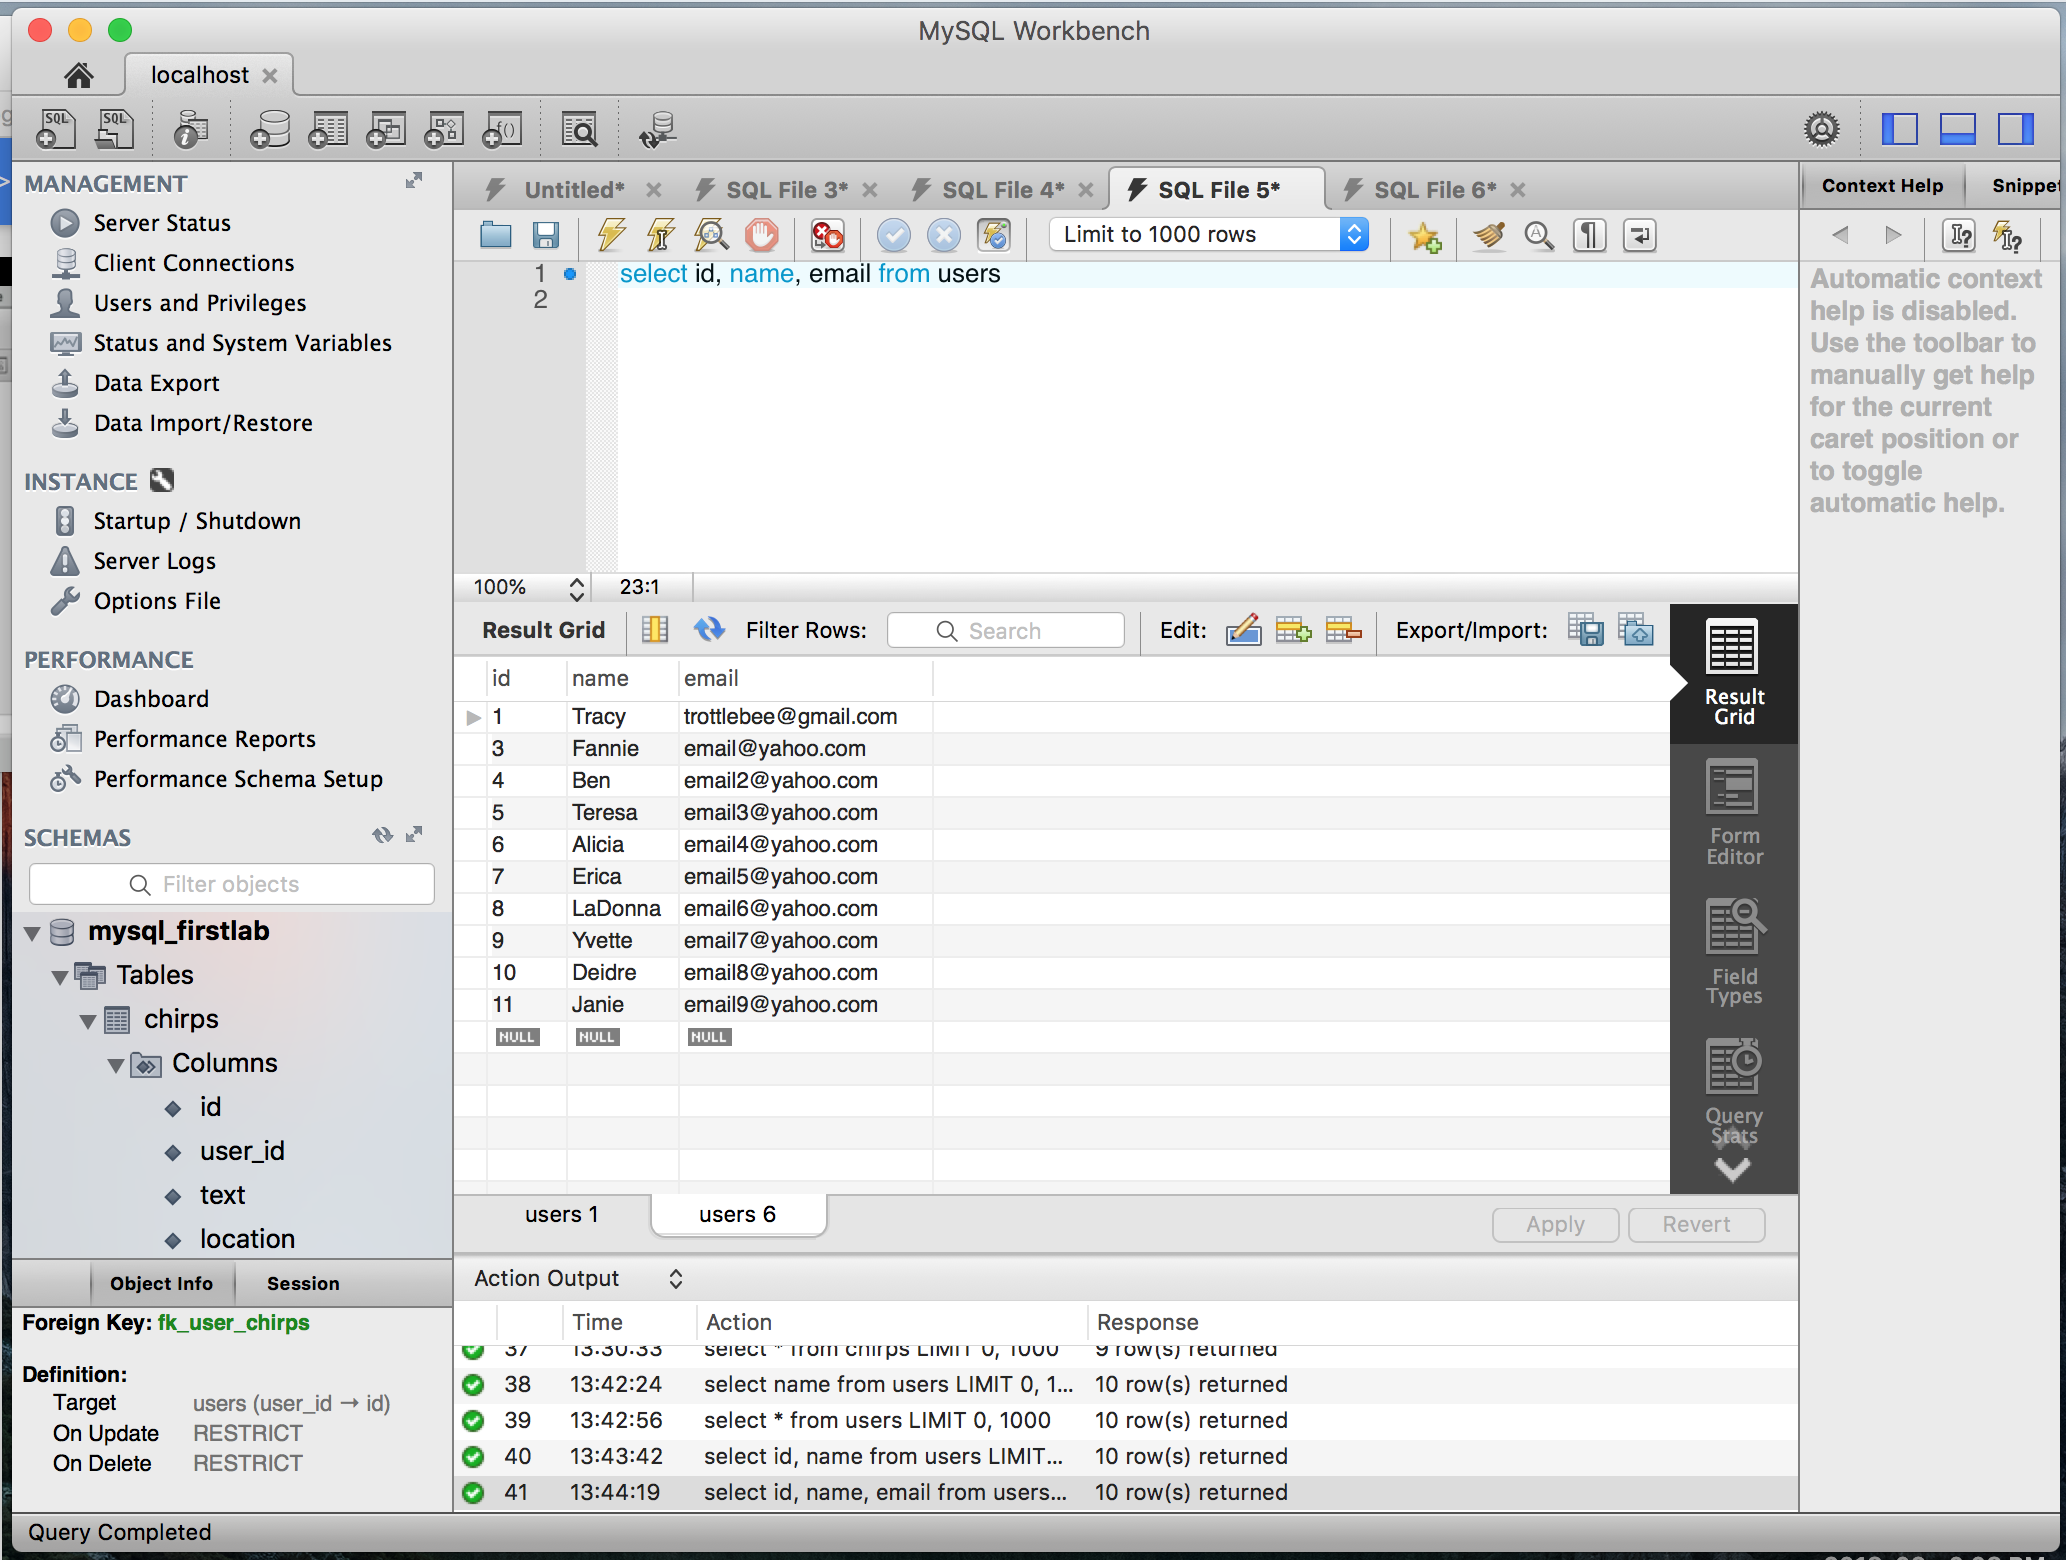 MySQL Workbench
localhost
MANAGEMENT
Server Status
Client Connections
Users and Privileges
Status and System Variables
Data Export
Data Import/Restore
INSTANCE
Startup / Shutdown
Server Logs
Options File
PERFORMANCE
Dashboard
Performance Reports
Performance Schema Setup
SCHEMAS
Filter objects
mysql_firstlab
Tables
chirps
Columns
id
user_id
text
location
Object Info Session
Foreign Key: fk_user_chirps
Definition:
Target users (user_id → id)
On Update RESTRICT
On Delete RESTRICT
Untitled* SQL File 3* SQL File 4* SQL File 5* SQL File 6*
Limit to 1000 rows
1 select id, name, email from users
2
100% 23:1
Result Grid Filter Rows: Search Edit: Export/Import:
id name email
1 Tracy trottlebee@gmail.com
3 Fannie email@yahoo.com
4 Ben email2@yahoo.com
5 Teresa email3@yahoo.com
6 Alicia email4@yahoo.com
7 Erica email5@yahoo.com
8 LaDonna email6@yahoo.com
9 Yvette email7@yahoo.com
10 Deidre email8@yahoo.com
11 Janie email9@yahoo.com
NULL NULL NULL
Result
Grid
Form
Editor
Field
Types
Query
Stats
users 1 users 6
Apply Revert
Action Output
Time Action Response
37 13:30:33 select * from chirps LIMIT 0, 1000 9 row(s) returned
38 13:42:24 select name from users LIMIT 0, 1... 10 row(s) returned
39 13:42:56 select * from users LIMIT 0, 1000 10 row(s) returned
40 13:43:42 select id, name from users LIMIT... 10 row(s) returned
41 13:44:19 select id, name, email from users... 10 row(s) returned
Context Help Snippet
Automatic context
help is disabled.
Use the toolbar to
manually get help
for the current
caret position or
to toggle
automatic help.
Query Completed